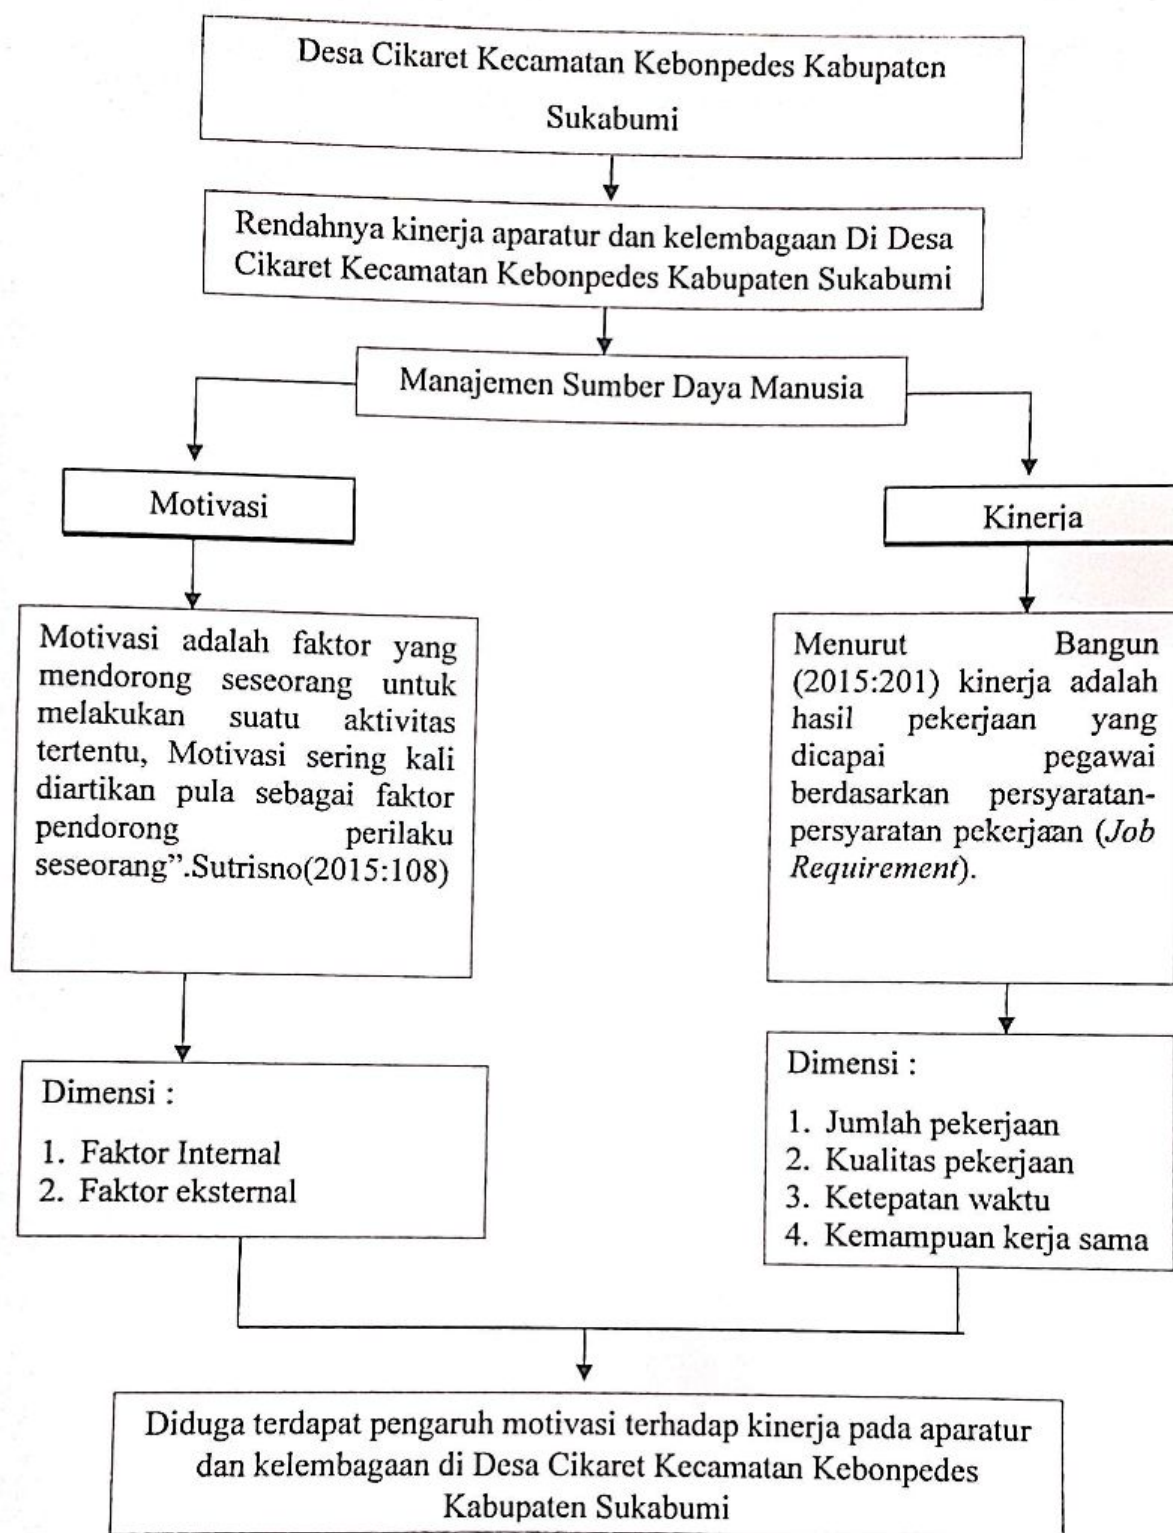 Desa Cikaret Kecamatan Kebonpedes Kabupaten
Sukabumi
Rendahnya kinerja aparatur dan kelembagaan Di Desa
Cikaret Kecamatan Kebonpedes Kabupaten Sukabumi
Manajemen Sumber Daya Manusia
Motivasi
Kinerja
Motivasi adalah faktor yang
mendorong seseorang untuk
melakukan suatu aktivitas
tertentu, Motivasi sering kali
diartikan pula sebagai faktor
pendorong perilaku
seseorang”.Sutrisno(2015:108)
Menurut Bangun
(2015:201) kinerja adalah
hasil pekerjaan yang
dicapai pegawai
berdasarkan persyaratan-
persyaratan pekerjaan (Job
Requirement).
Dimensi :
1. Faktor Internal
2. Faktor eksternal
Dimensi :
1. Jumlah pekerjaan
2. Kualitas pekerjaan
3. Ketepatan waktu
4. Kemampuan kerja sama
Diduga terdapat pengaruh motivasi terhadap kinerja pada aparatur
dan kelembagaan di Desa Cikaret Kecamatan Kebonpedes
Kabupaten Sukabumi